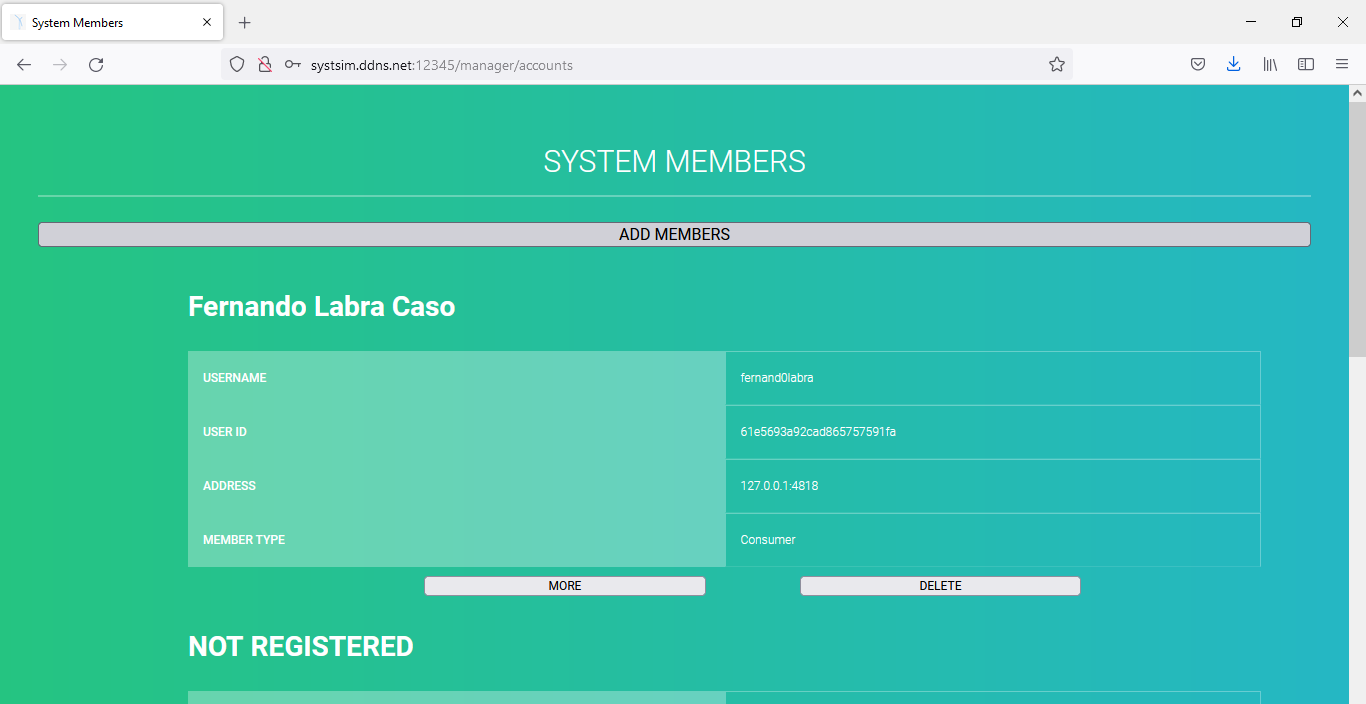 System Members
systsim.ddns.net:12345/manager/accounts
SYSTEM MEMBERS
ADD MEMBERS
Fernando Labra Caso
USERNAME fernand0labra
USER ID 61e5693a92cad865757591fa
ADDRESS 127.0.0.1:4818
MEMBER TYPE Consumer
MORE DELETE
NOT REGISTERED